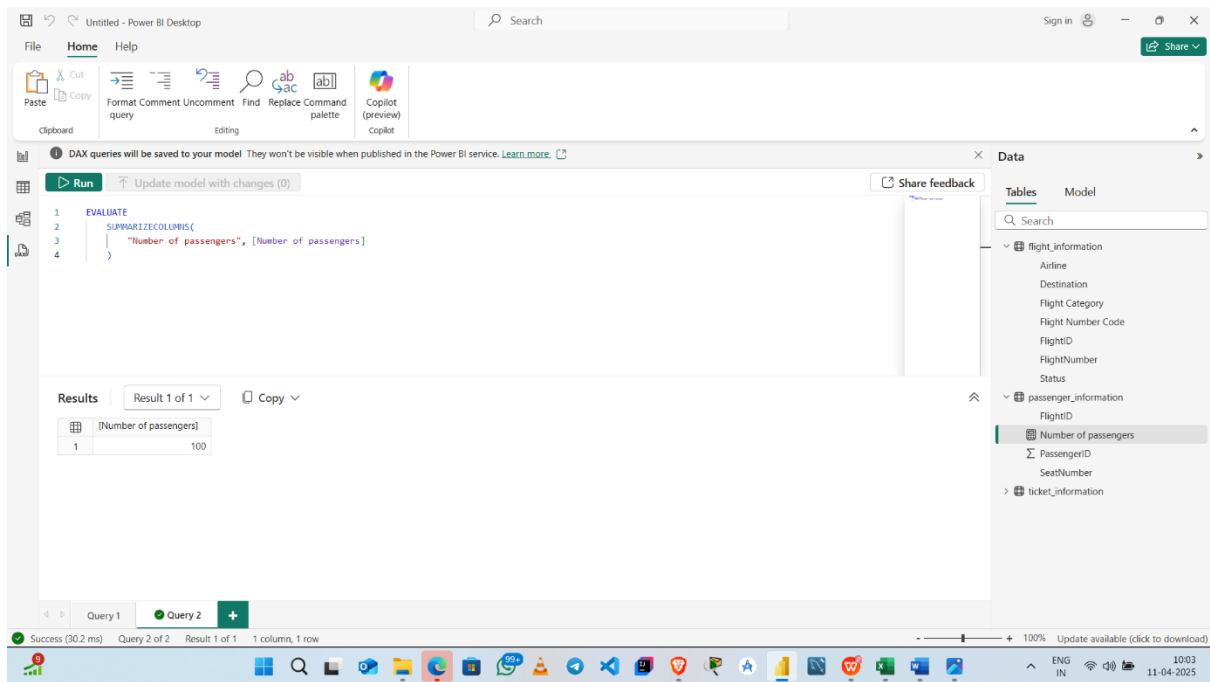 Untitled - Power BI Desktop
Search
Sign in
File Home Help
Share
Paste
Cut
Copy
Format query
Comment
Uncomment
Find
Replace
Command palette
Copilot (preview)
Clipboard
Editing
Copilot
DAX queries will be saved to your model They won't be visible when published in the Power BI service. Learn more
Run
Update model with changes (0)
Share feedback
1 EVALUATE
2 SUMMARIZECOLUMNS(
3 "Number of passengers", [Number of passengers]
4 )
Results
Result 1 of 1
Copy
[Number of passengers]
1 100
Query 1
Query 2
Data
Tables Model
Search
flight_information
Airline
Destination
Flight Category
Flight Number Code
FlightID
FlightNumber
Status
passenger_information
FlightID
Number of passengers
PassengerID
SeatNumber
ticket_information
Success (30.2 ms) Query 2 of 2 Result 1 of 1 1 column, 1 row
100% Update available (click to download)
9
99+
ENG
IN
10:03
11-04-2025